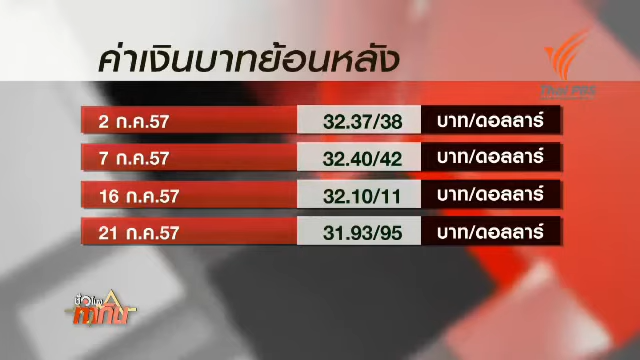 ค่าเงินบาทย้อนหลัง
THAI PBS
2 ก.ค.57 32.37/38 บาท/ดอลลาร์
7 ก.ค.57 32.40/42 บาท/ดอลลาร์
16 ก.ค.57 32.10/11 บาท/ดอลลาร์
21 ก.ค.57 31.93/95 บาท/ดอลลาร์